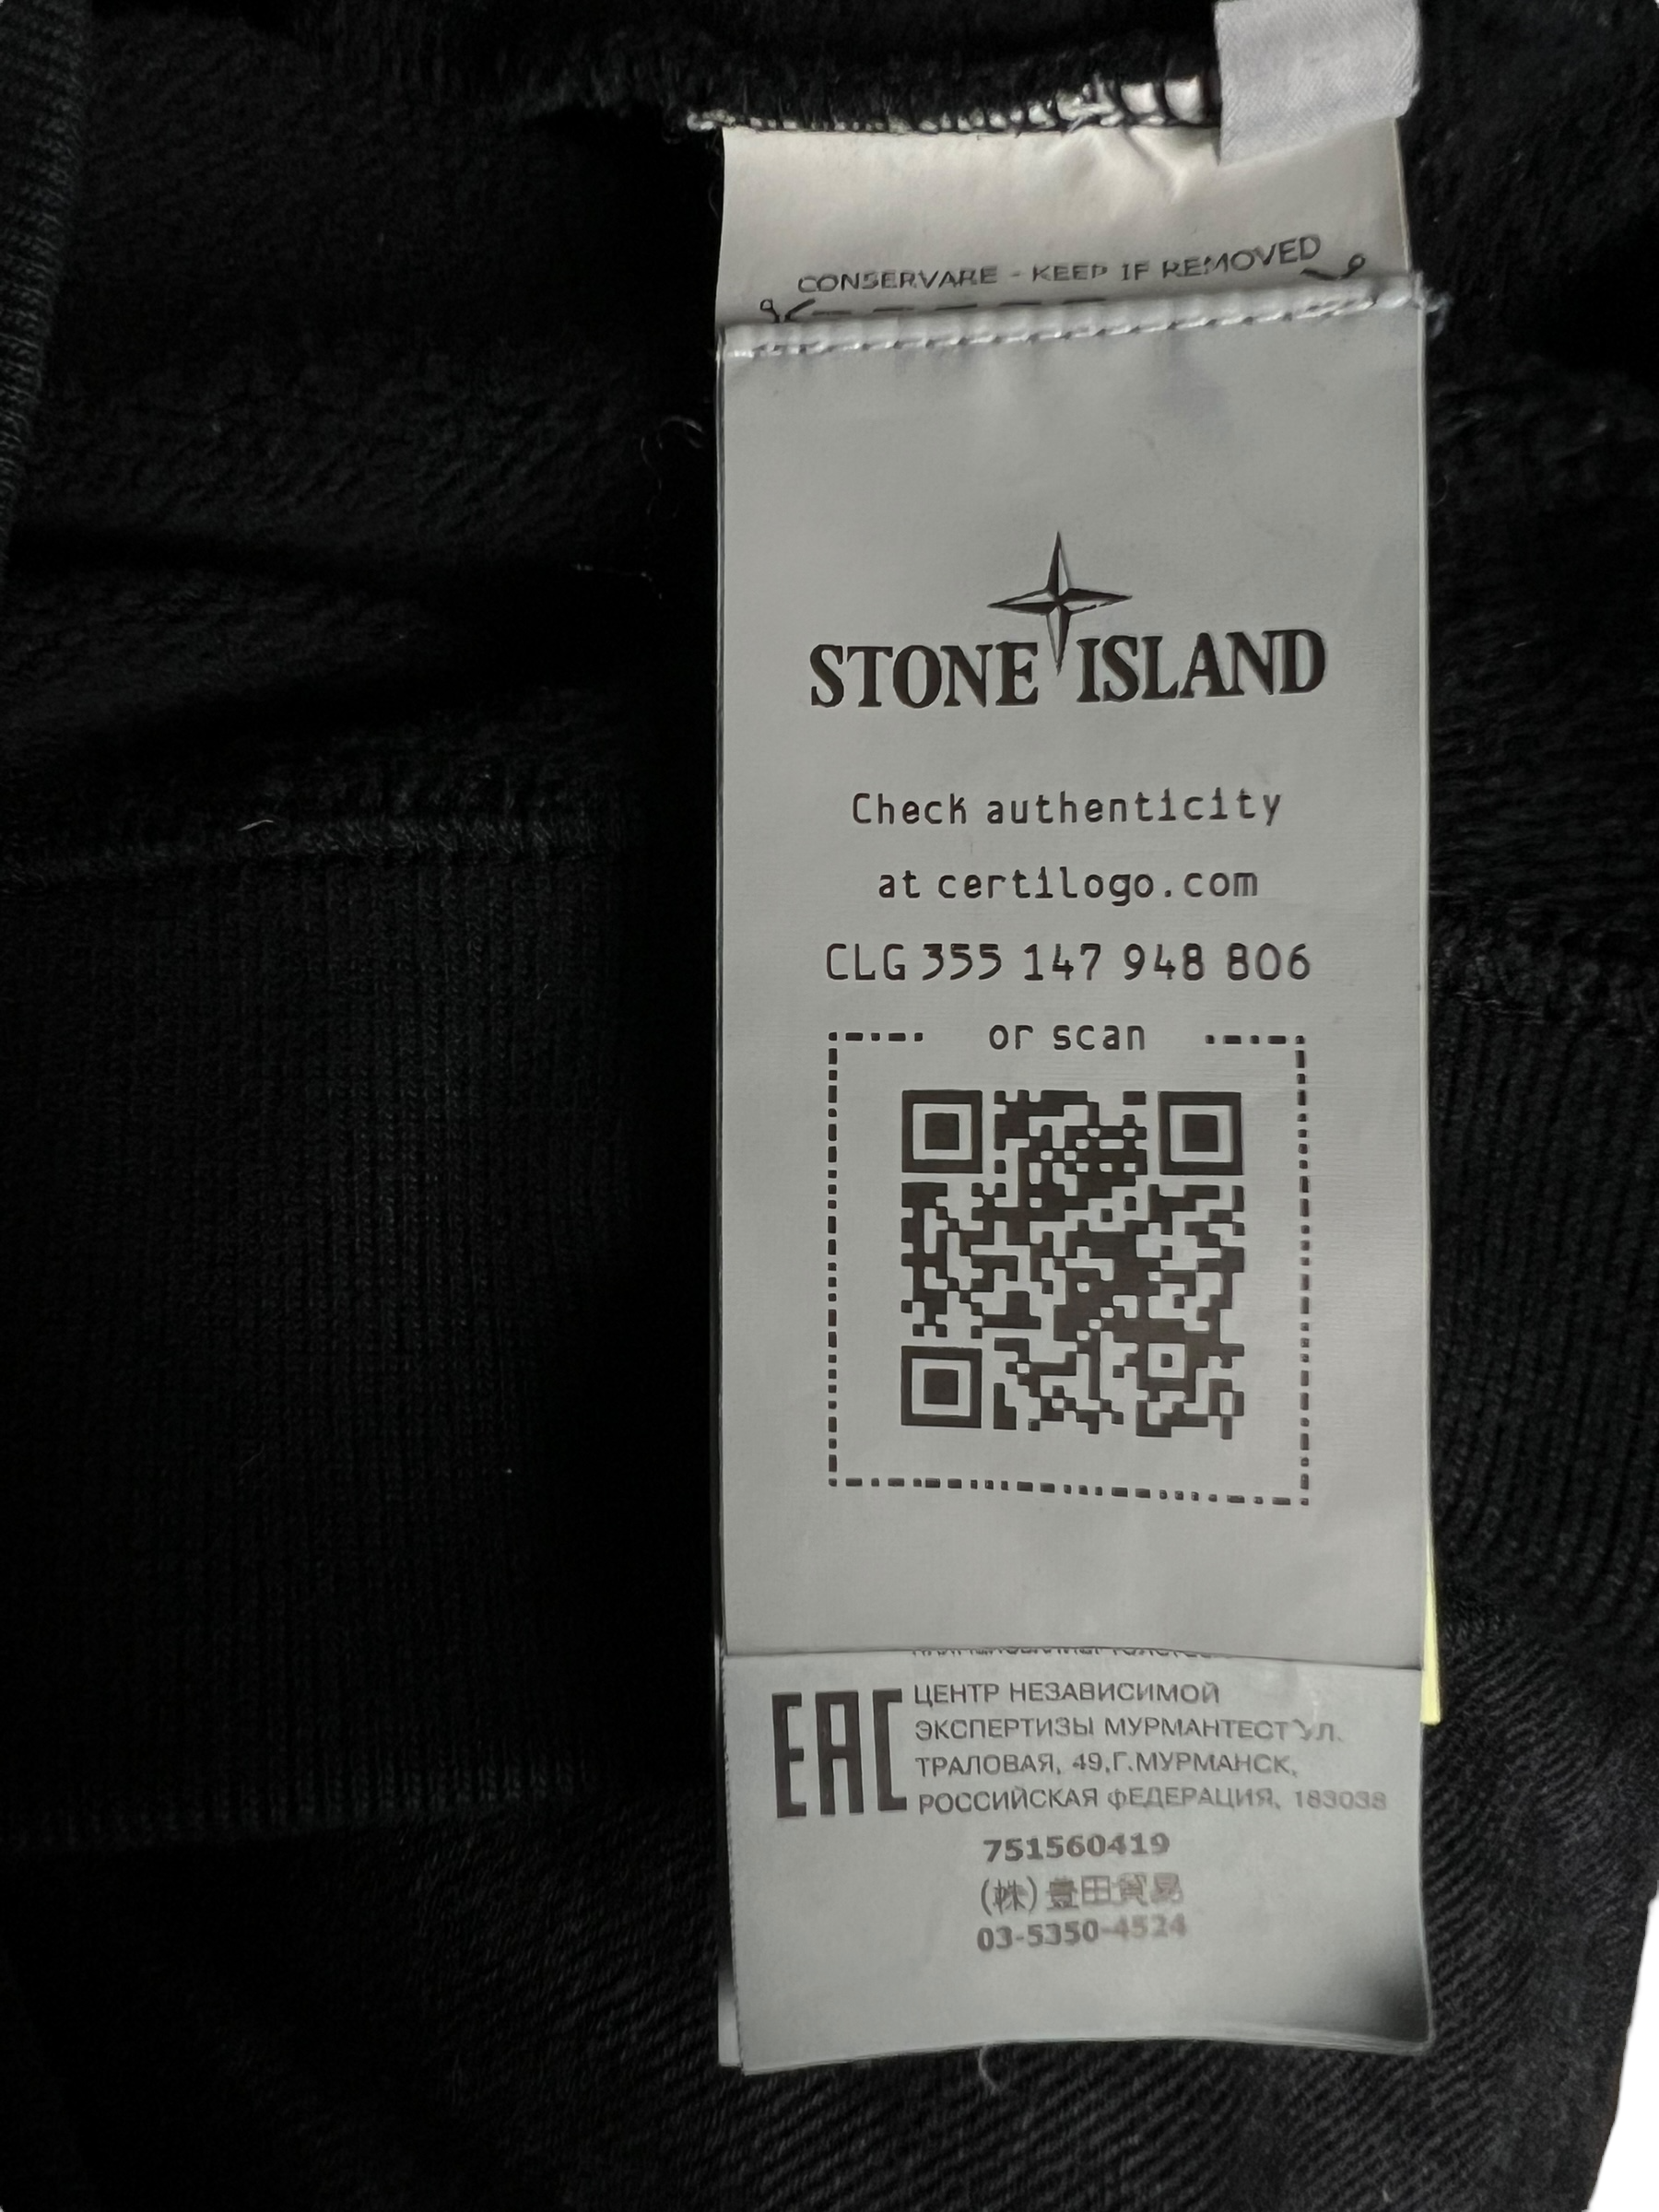 CONSERVARE - KEEP IF REMOVED
STONE ISLAND
Check authenticity
at certilogo.com
CLG 355 147 948 806
or scan
EAC
ЦЕНТР НЕЗАВИСИМОЙ
ЭКСПЕРТИЗЫ МУРМАНТЕСТ УЛ.
ТРАЛОВАЯ, 49,Г.МУРМАНСК,
РОССИЙСКАЯ ФЕДЕРАЦИЯ, 183038
751560419
(株)豊田貿易
03-5350-4524